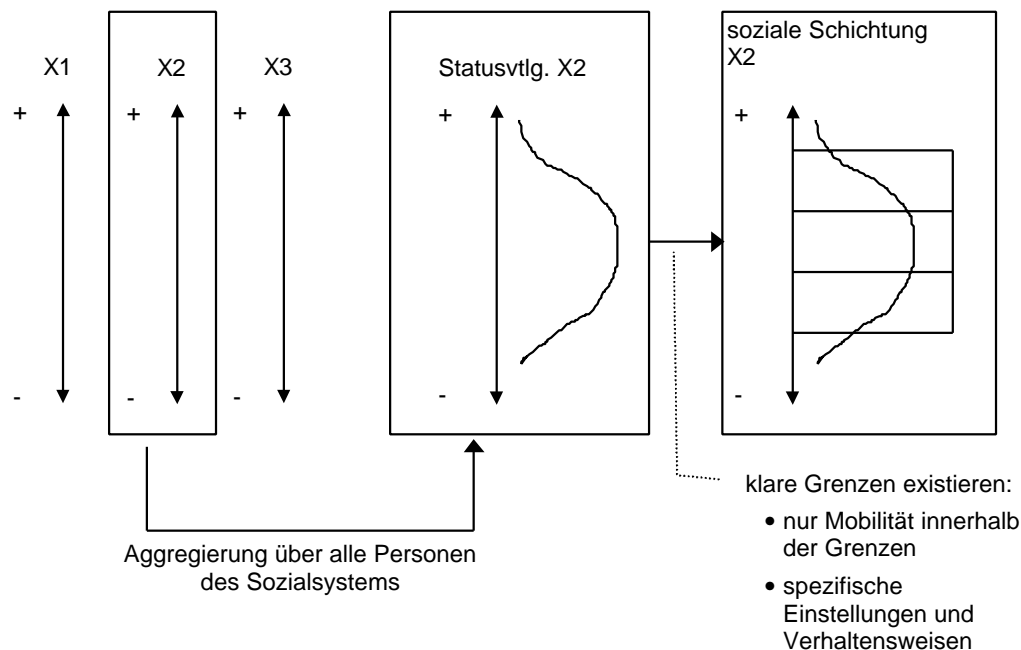 X1
+
-
X2
+
-
X3
+
-
Statusvtlg. X2
+
-
soziale Schichtung
X2
+
-
Aggregierung über alle Personen
des Sozialsystems
klare Grenzen existieren:
• nur Mobilität innerhalb
der Grenzen
• spezifische
Einstellungen und
Verhaltensweisen